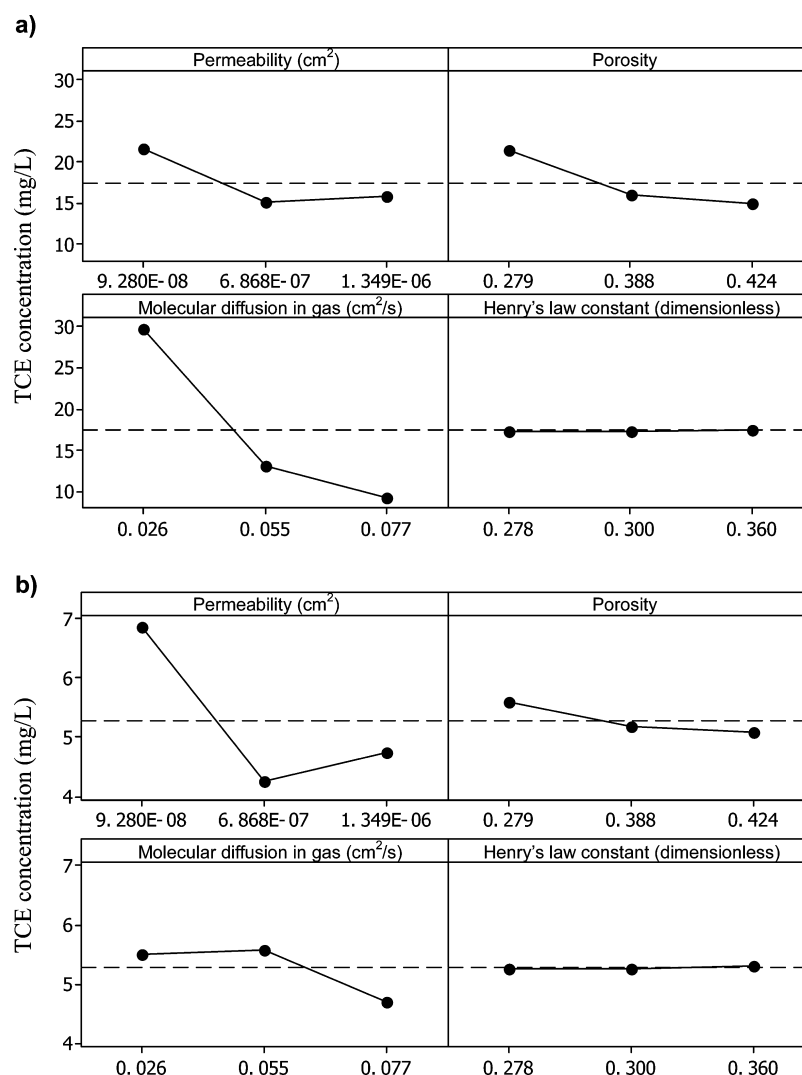 a)
Permeability (cm2) Porosity
30
25
20
15
10
9.280E-08 6.868E-07 1.349E-06 0.279 0.388 0.424
Molecular diffusion in gas (cm2/s) Henry's law constant (dimensionless)
30
25
20
15
10
0.026 0.055 0.077 0.278 0.300 0.360
TCE concentration (mg/L)
b)
Permeability (cm2) Porosity
7
6
5
4
9.280E-08 6.868E-07 1.349E-06 0.279 0.388 0.424
Molecular diffusion in gas (cm2/s) Henry's law constant (dimensionless)
7
6
5
4
0.026 0.055 0.077 0.278 0.300 0.360
TCE concentration (mg/L)